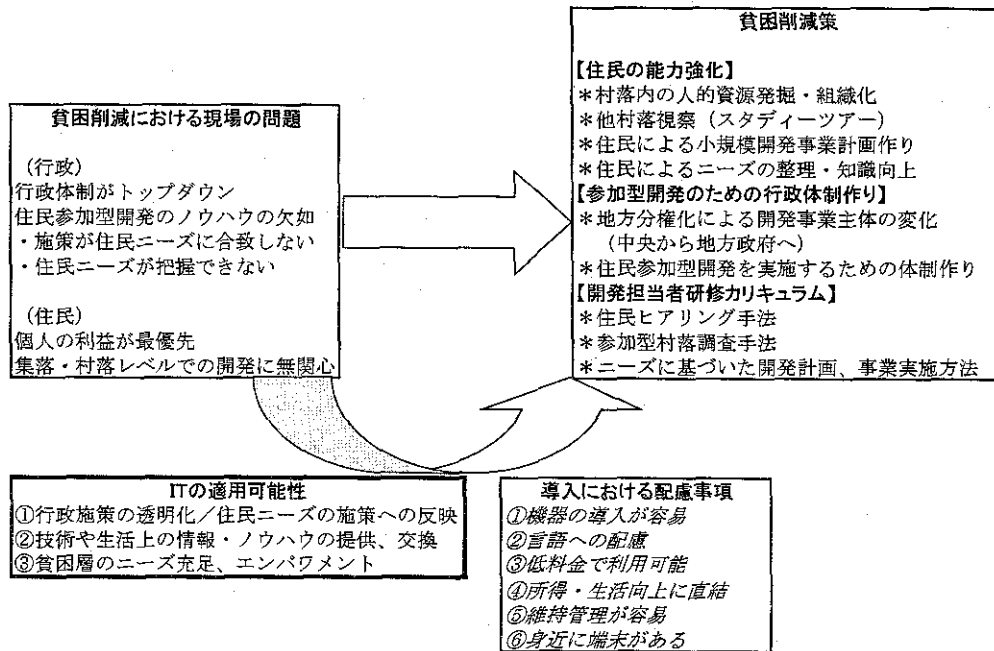 貧困削減における現場の問題
（行政）
行政体制がトップダウン
住民参加型開発のノウハウの欠如
・施策が住民ニーズに合致しない
・住民ニーズが把握できない
（住民）
個人の利益が最優先
集落・村落レベルでの開発に無関心
貧困削減策
【住民の能力強化】
＊村落内の人的資源発掘・組織化
＊他村落視察（スタディーツアー）
＊住民による小規模開発事業計画作り
＊住民によるニーズの整理・知識向上
【参加型開発のための行政体制作り】
＊地方分権化による開発事業主体の変化
（中央から地方政府へ）
＊住民参加型開発を実施するための体制作り
【開発担当者研修カリキュラム】
＊住民ヒアリング手法
＊参加型村落調査手法
＊ニーズに基づいた開発計画、事業実施方法
ITの適用可能性
①行政施策の透明化／住民ニーズの施策への反映
②技術や生活上の情報・ノウハウの提供、交換
③貧困層のニーズ充足、エンパワメント
導入における配慮事項
①機器の導入が容易
②言語への配慮
③低料金で利用可能
④所得・生活向上に直結
⑤維持管理が容易
⑥身近に端末がある